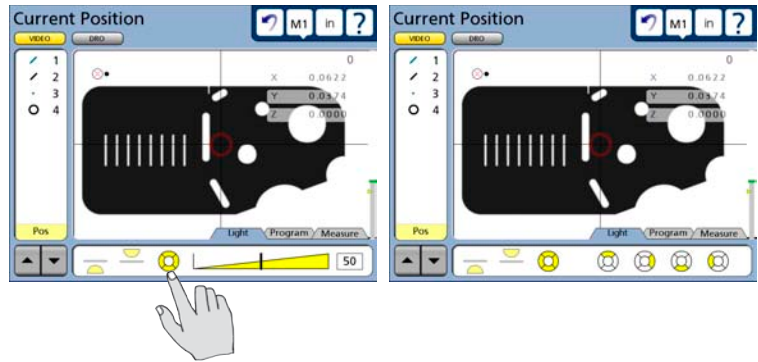 Current Position
M1 in ?
VIDEO DRO
1
2
3
4
0
X 0.0622
Y 0.0374
Z 0.0000
Pos
Light Program Measure
50
Current Position
M1 in ?
VIDEO DRO
1
2
3
4
0
X 0.0622
Y 0.0374
Z 0.0000
Pos
Light Program Measure